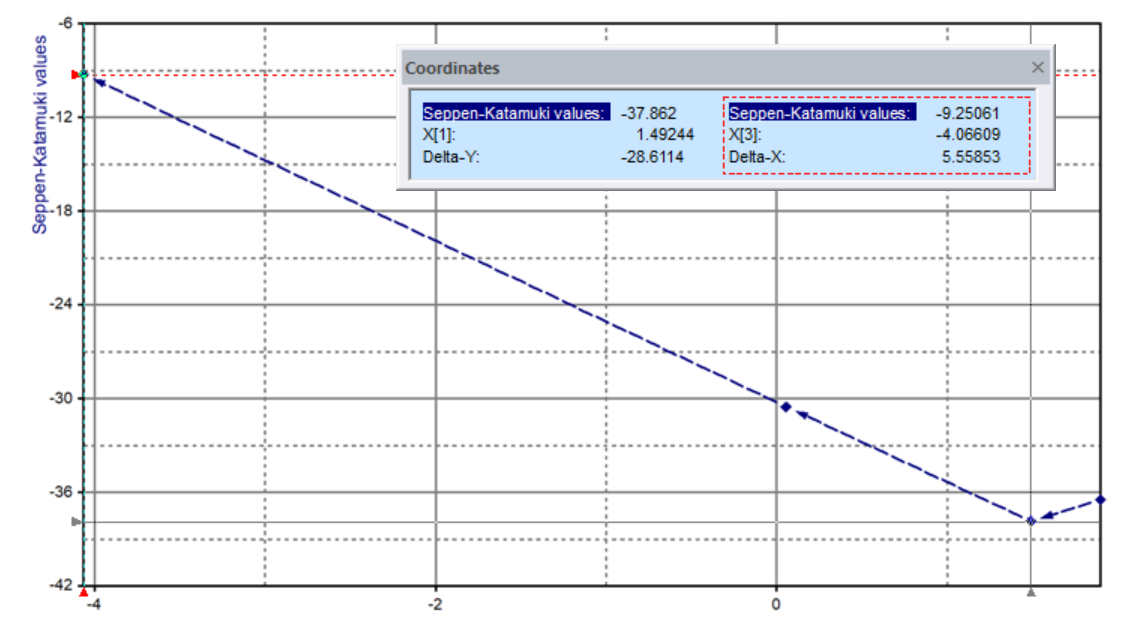 Seppen-Katamuki values
-6
-12
-18
-24
-30
-36
-42
-4
-2
0
Coordinates
Seppen-Katamuki values: -37.862 Seppen-Katamuki values: -9.25061
X[1]: 1.49244 X[3]: -4.06609
Delta-Y: -28.6114 Delta-X: 5.55853